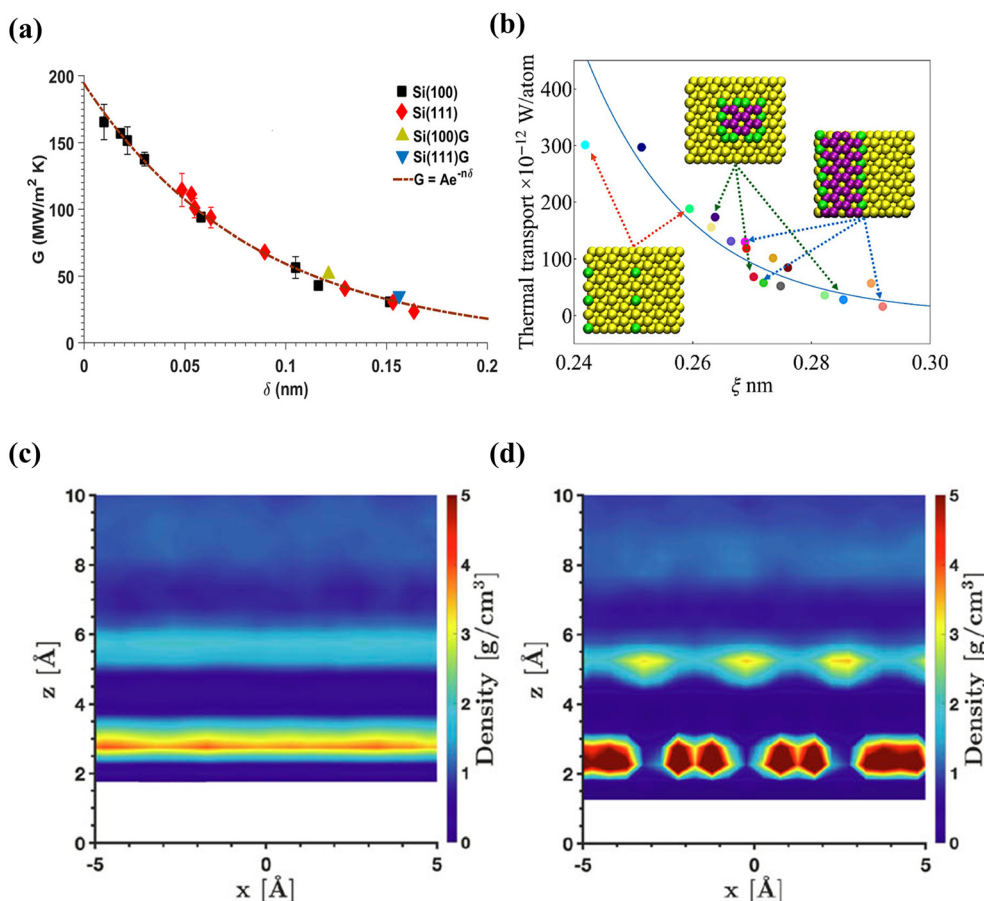 (a)
200
150
100
50
0
G (MW/m² K)
0
0.05
0.1
0.15
0.2
δ (nm)
Si(100)
Si(111)
Si(100)G
Si(111)G
G = Ae⁻ⁿᵟ
(b)
Thermal transport ×10⁻¹² W/atom
400
300
200
100
0
0.24
0.26
0.28
0.30
ξ nm
(c)
10
8
6
4
2
0
z [Å]
-5
0
5
x [Å]
5
4
3
2
1
0
Density [g/cm³]
(d)
10
8
6
4
2
0
z [Å]
-5
0
5
x [Å]
5
4
3
2
1
0
Density [g/cm³]